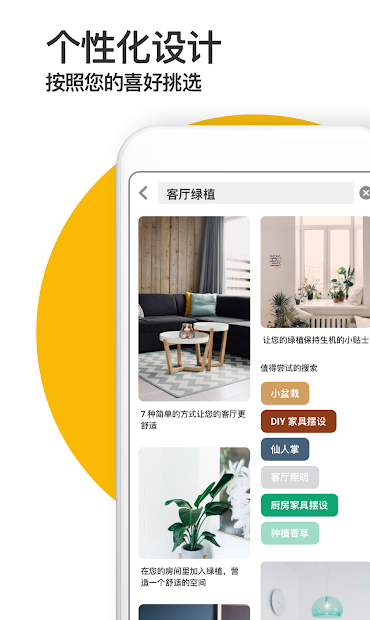 个性化设计
按照您的喜好挑选
客厅绿植
7 种简单的方式让您的客厅更
舒适
在您的房间里加入绿植，营
造一个舒适的空间
让您的绿植保持生机的小贴士
值得尝试的搜索
小盆栽
DIY 家具摆设
仙人掌
客厅照明
厨房家具摆设
种植香草